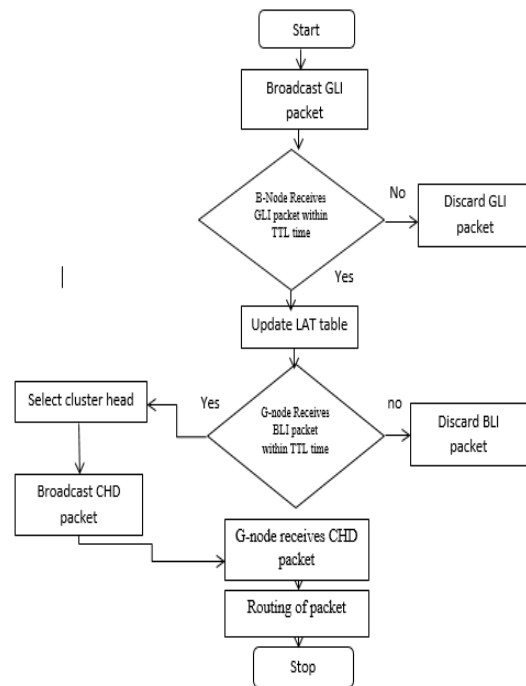 Start
Broadcast GLI
packet
B-Node Receives
GLI packet within
TTL time
No
Discard GLI
packet
Yes
Update LAT table
G-node Receives
BLI packet
within TTL time
Yes
no
Select cluster head
Discard BLI
packet
Broadcast CHD
packet
G-node receives CHD
packet
Routing of packet
Stop